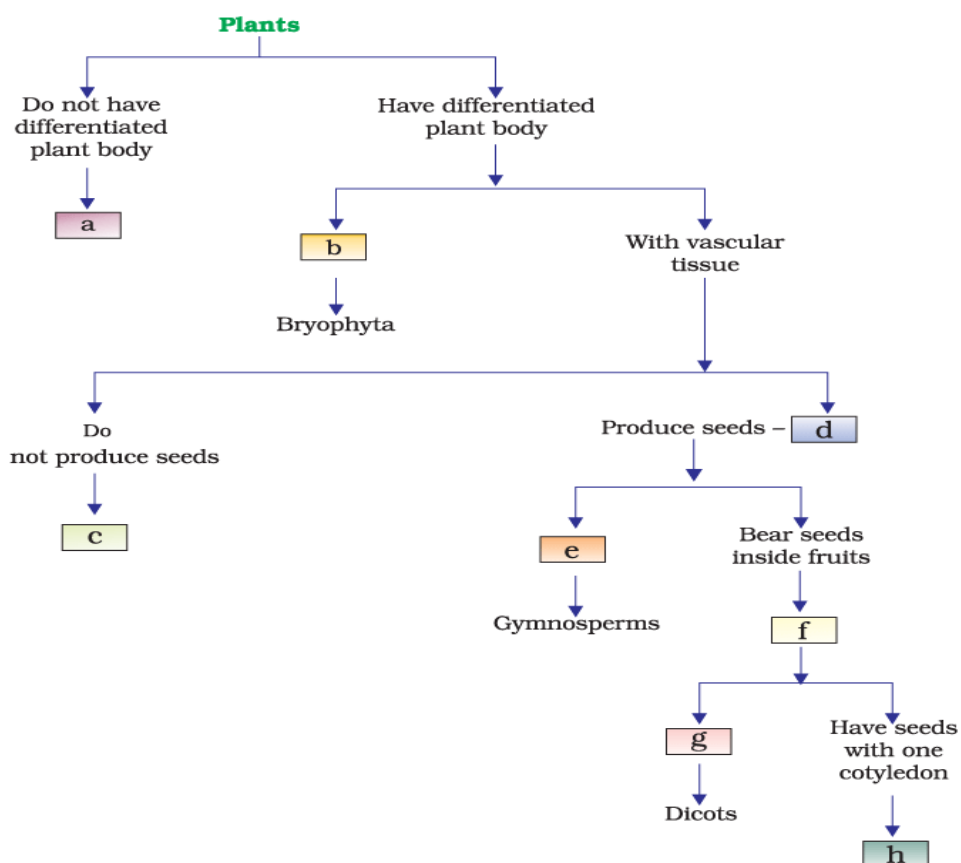 Plants
Do not have
differentiated
plant body
Have differentiated
plant body
a
b
With vascular
tissue
Bryophyta
Do
not produce seeds
Produce seeds – d
c
e
Bear seeds
inside fruits
Gymnosperms
f
g
Have seeds
with one
cotyledon
Dicots
h